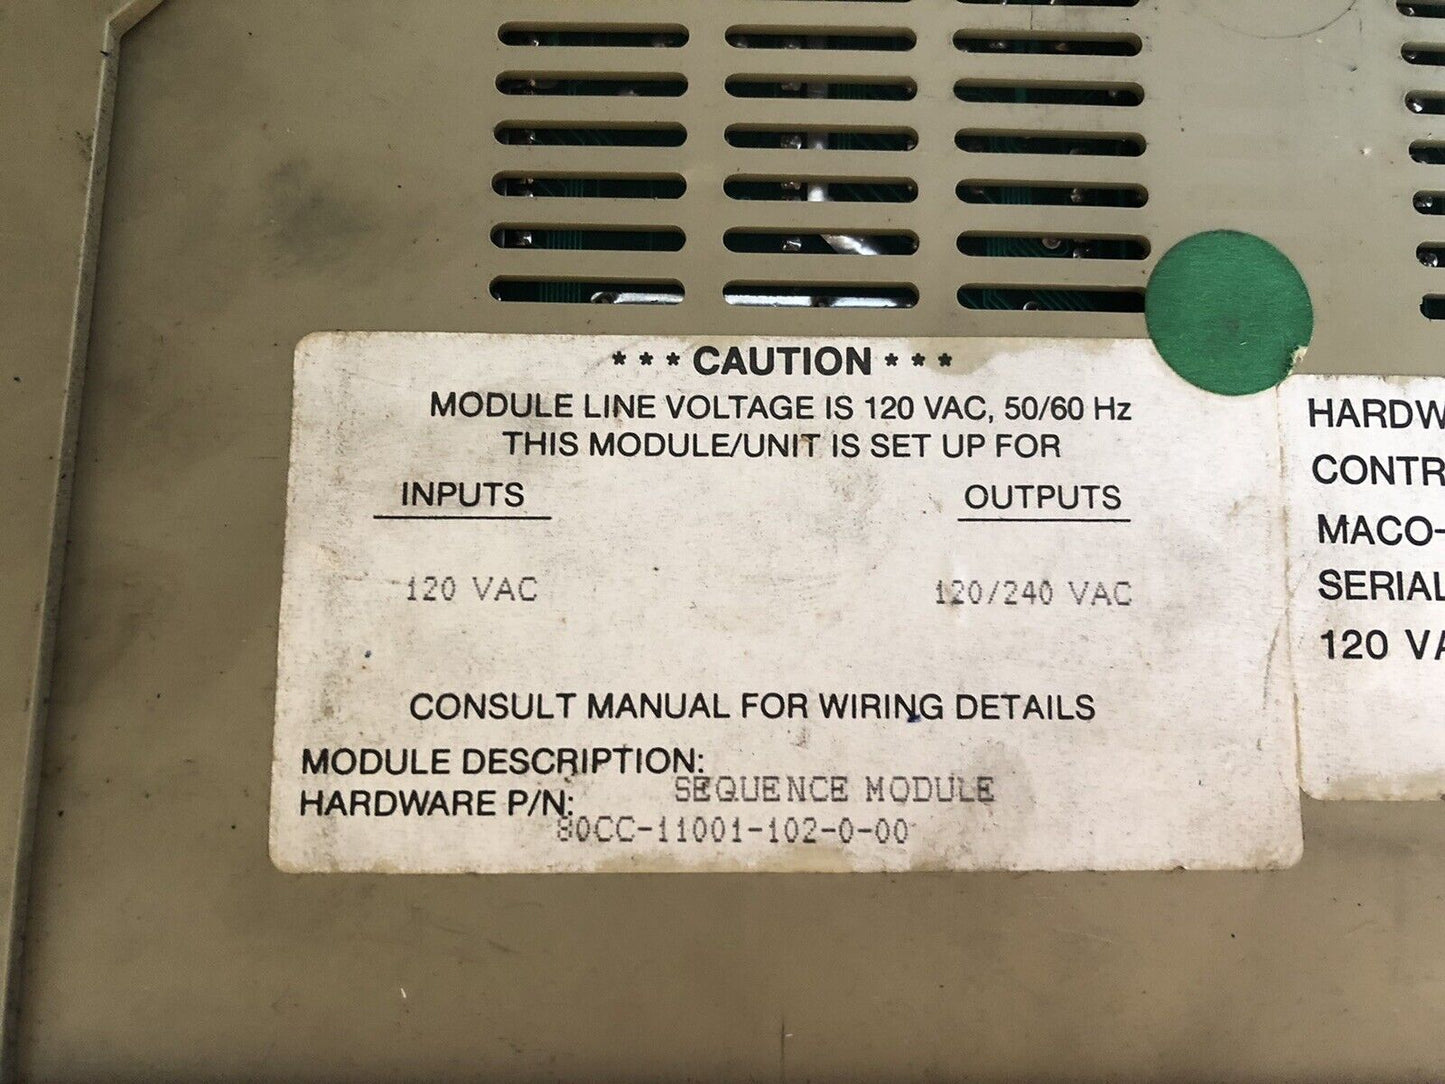 * * * CAUTION * * *
MODULE LINE VOLTAGE IS 120 VAC, 50/60 Hz
THIS MODULE/UNIT IS SET UP FOR
INPUTS OUTPUTS
120 VAC 120/240 VAC
CONSULT MANUAL FOR WIRING DETAILS
MODULE DESCRIPTION:
SEQUENCE MODULE
HARDWARE P/N:
80CC-11001-102-0-00
HARDW
CONTR
MACO-
SERIAL
120 VA